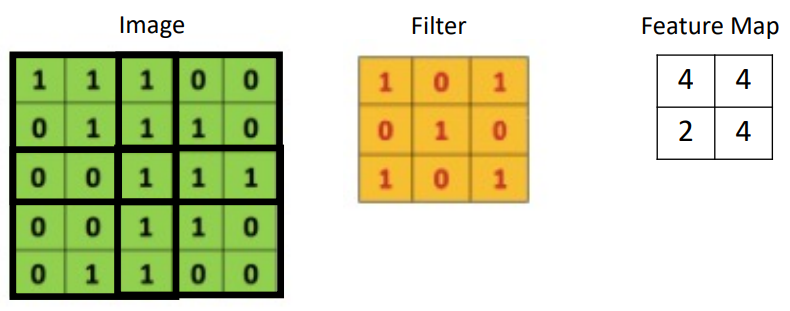 Image Filter Feature Map
1 1 1 0 0
0 1 1 1 0
0 0 1 1 1
0 0 1 1 0
0 1 1 0 0
1 0 1
0 1 0
1 0 1
4 4
2 4